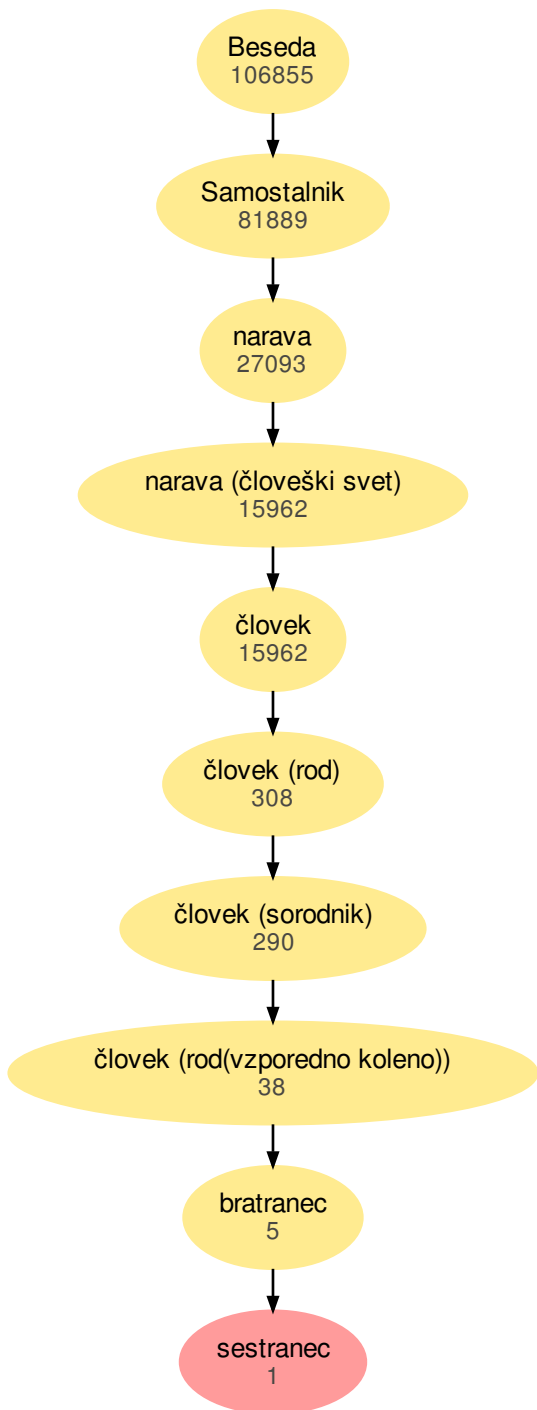 Beseda
106855
Samostalnik
81889
narava
27093
narava (človeški svet)
15962
človek
15962
človek (rod)
308
človek (sorodnik)
290
človek (rod(vzporedno koleno))
38
bratranec
5
sestranec
1